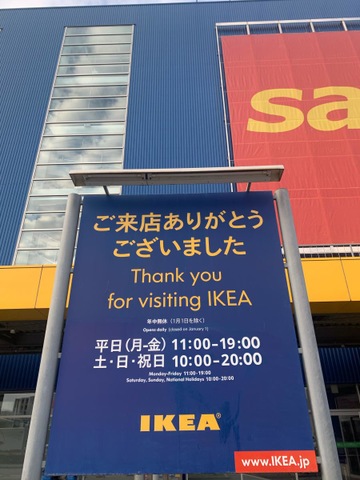 sa
ご来店ありがとう
ございました
Thank you
for visiting IKEA
年中無休（1月1日を除く）
Opens daily (closed on January 1)
平日（月-金）11:00-19:00
土・日・祝日 10:00-20:00
Monday-Friday 11:00-19:00
Saturday, Sunday, National Holidays 10:00-20:00
IKEA®
www.IKEA.jp